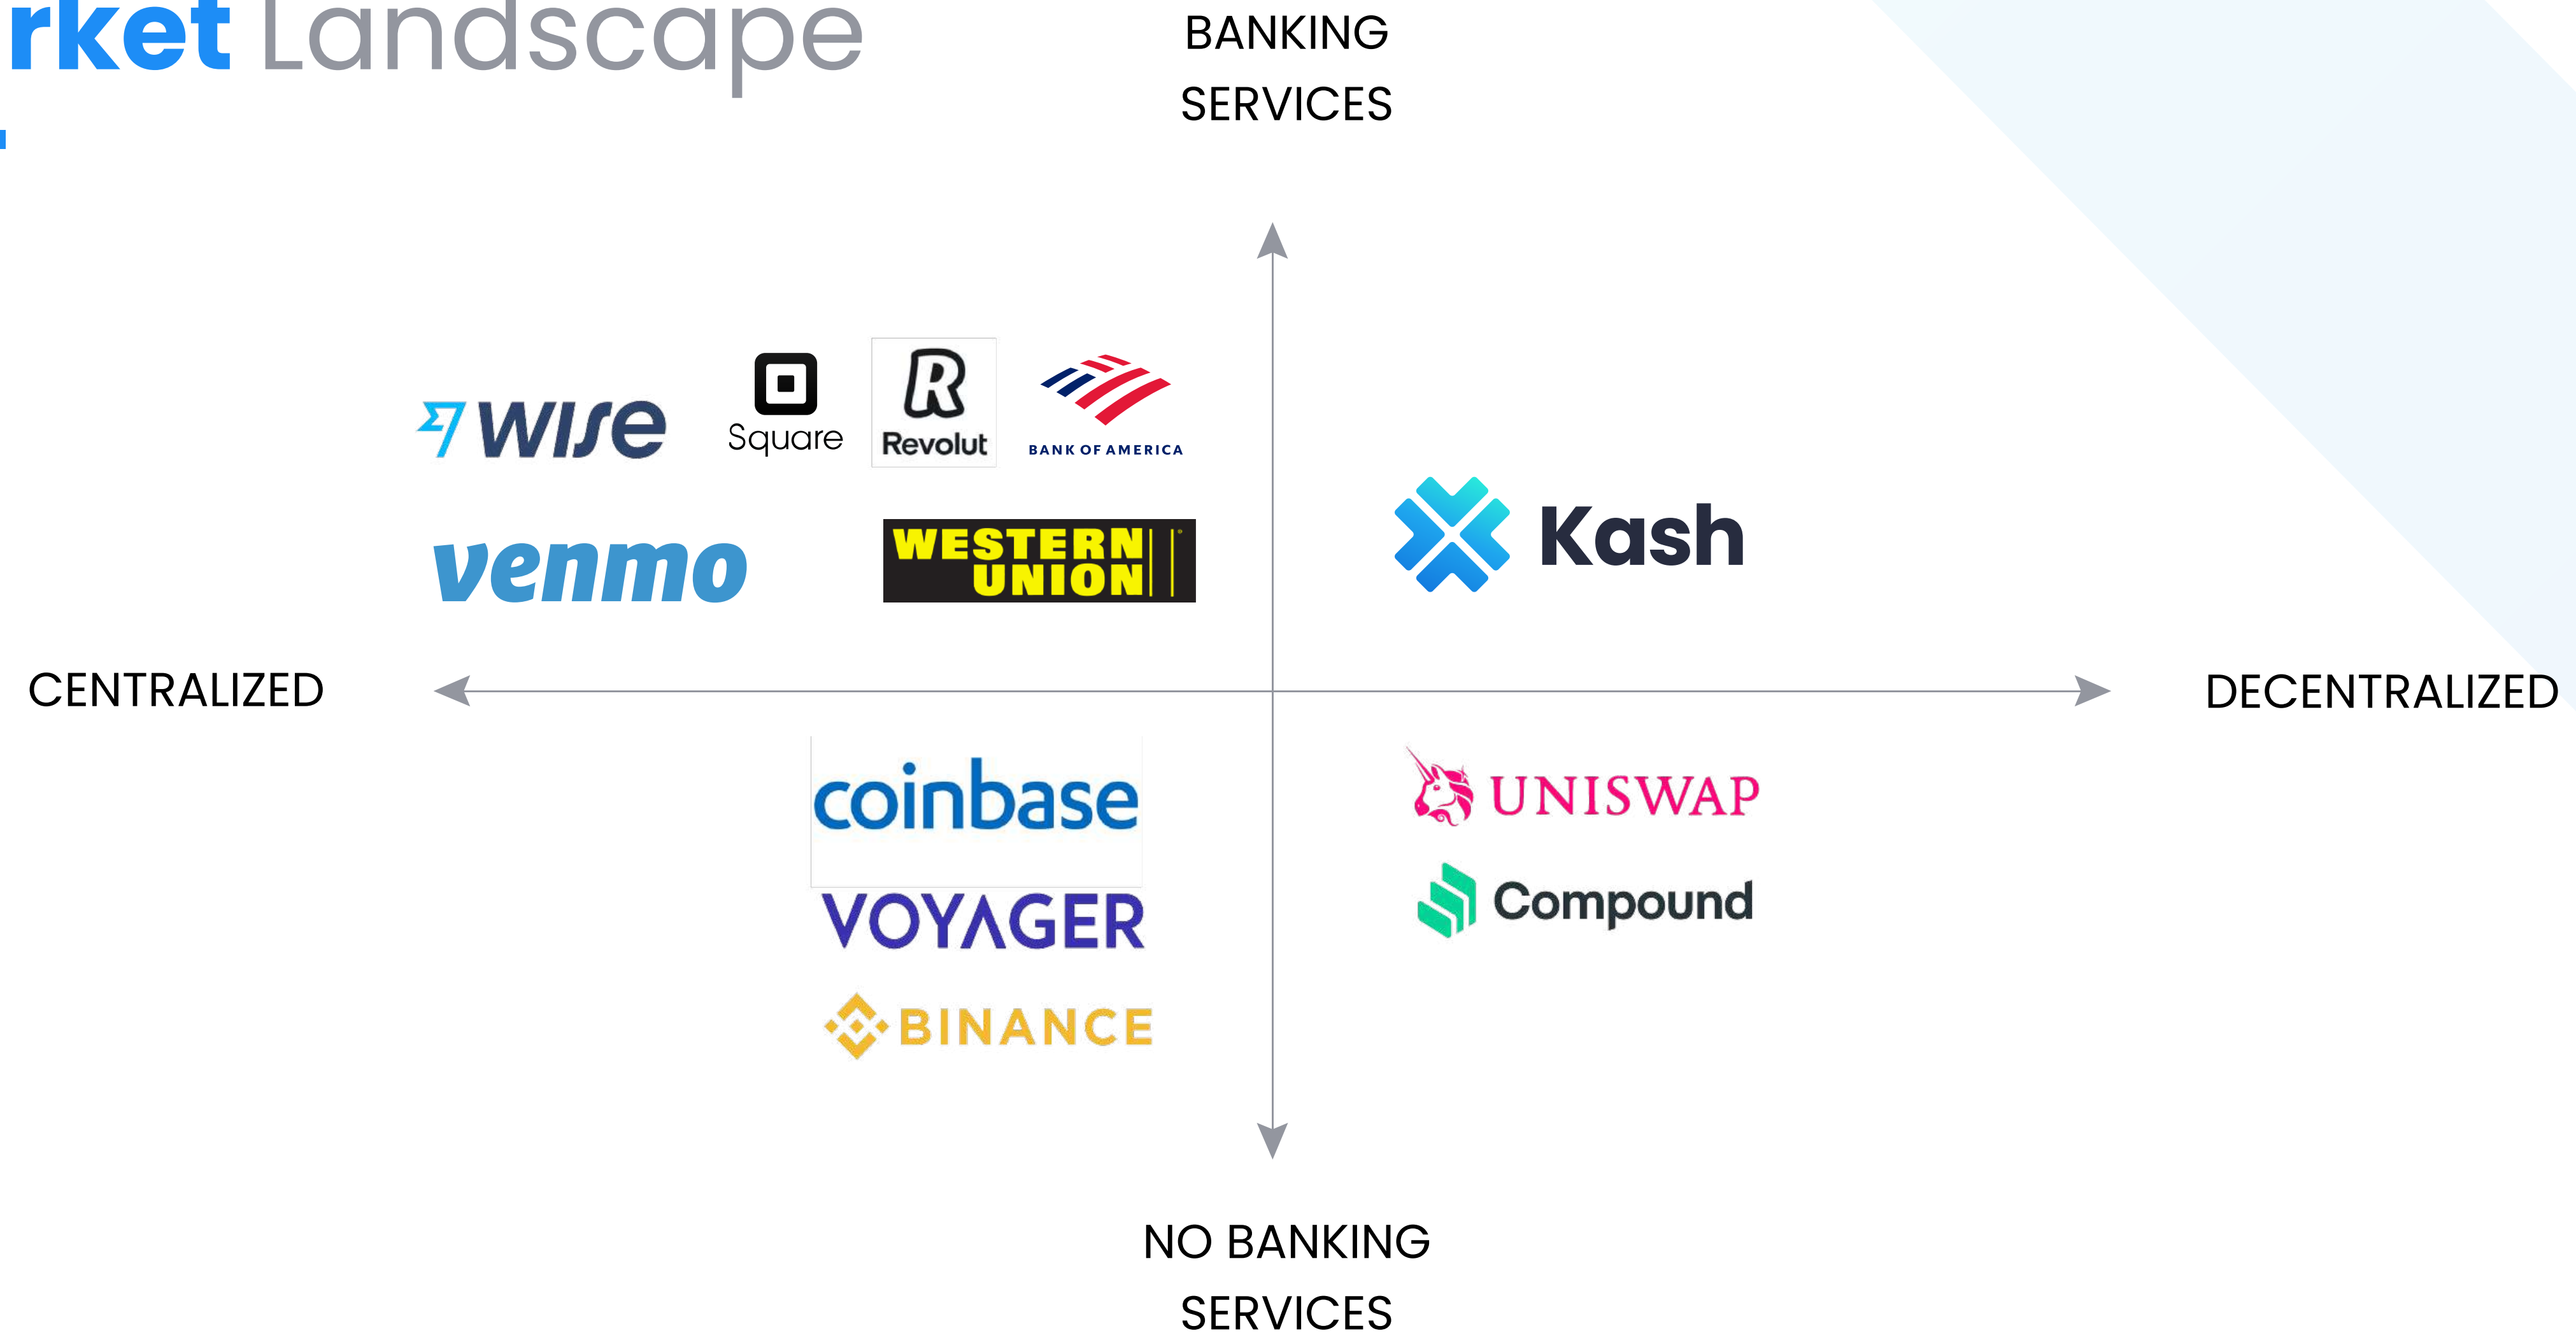 rket Landscape
BANKING
SERVICES
WISE
Square
R
Revolut
BANK OF AMERICA
venmo
WESTERN
UNION
Kash
CENTRALIZED
DECENTRALIZED
coinbase
UNISWAP
VOYAGER
Compound
BINANCE
NO BANKING
SERVICES